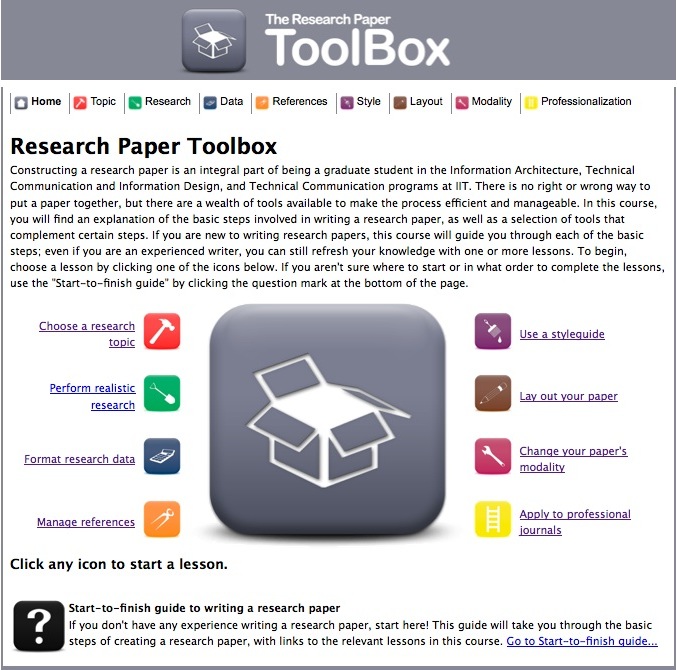 The Research Paper
ToolBox
Home Topic Research Data References Style Layout Modality Professionalization
Research Paper Toolbox
Constructing a research paper is an integral part of being a graduate student in the Information Architecture, Technical
Communication and Information Design, and Technical Communication programs at IIT. There is no right or wrong way to
put a paper together, but there are a wealth of tools available to make the process efficient and manageable. In this course,
you will find an explanation of the basic steps involved in writing a research paper, as well as a selection of tools that
complement certain steps. If you are new to writing research papers, this course will guide you through each of the basic
steps; even if you are an experienced writer, you can still refresh your knowledge with one or more lessons. To begin,
choose a lesson by clicking one of the icons below. If you aren't sure where to start or in what order to complete the lessons,
use the "Start-to-finish guide" by clicking the question mark at the bottom of the page.
Choose a research
topic
Perform realistic
research
Format research data
Manage references
Use a styleguide
Lay out your paper
Change your paper's
modality
Apply to professional
journals
Click any icon to start a lesson.
?
Start-to-finish guide to writing a research paper
If you don't have any experience writing a research paper, start here! This guide will take you through the basic
steps of creating a research paper, with links to the relevant lessons in this course. Go to Start-to-finish guide...